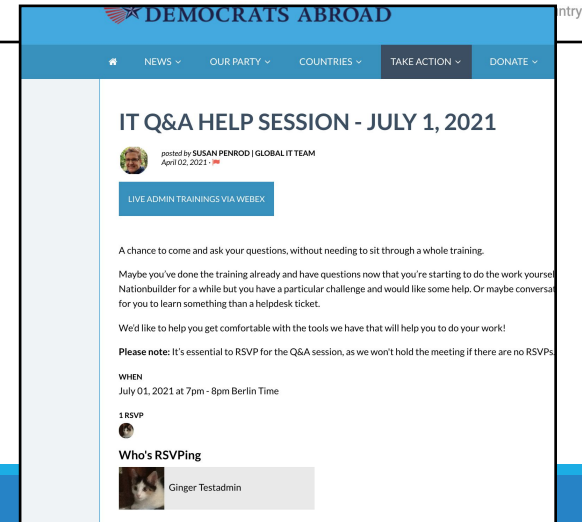 DEMOCRATS ABROAD
ntry
NEWS
OUR PARTY
COUNTRIES
TAKE ACTION
DONATE
IT Q&A HELP SESSION - JULY 1, 2021
posted by SUSAN PENROD | GLOBAL IT TEAM
April 02, 2021 ·
LIVE ADMIN TRAININGS VIA WEBEX
A chance to come and ask your questions, without needing to sit through a whole training.
Maybe you've done the training already and have questions now that you're starting to do the work yoursel
Nationbuilder for a while but you have a particular challenge and would like some help. Or maybe conversat
for you to learn something than a helpdesk ticket.
We'd like to help you get comfortable with the tools we have that will help you to do your work!
Please note: It's essential to RSVP for the Q&A session, as we won't hold the meeting if there are no RSVPs.
WHEN
July 01, 2021 at 7pm - 8pm Berlin Time
1 RSVP
Who's RSVPing
Ginger Testadmin